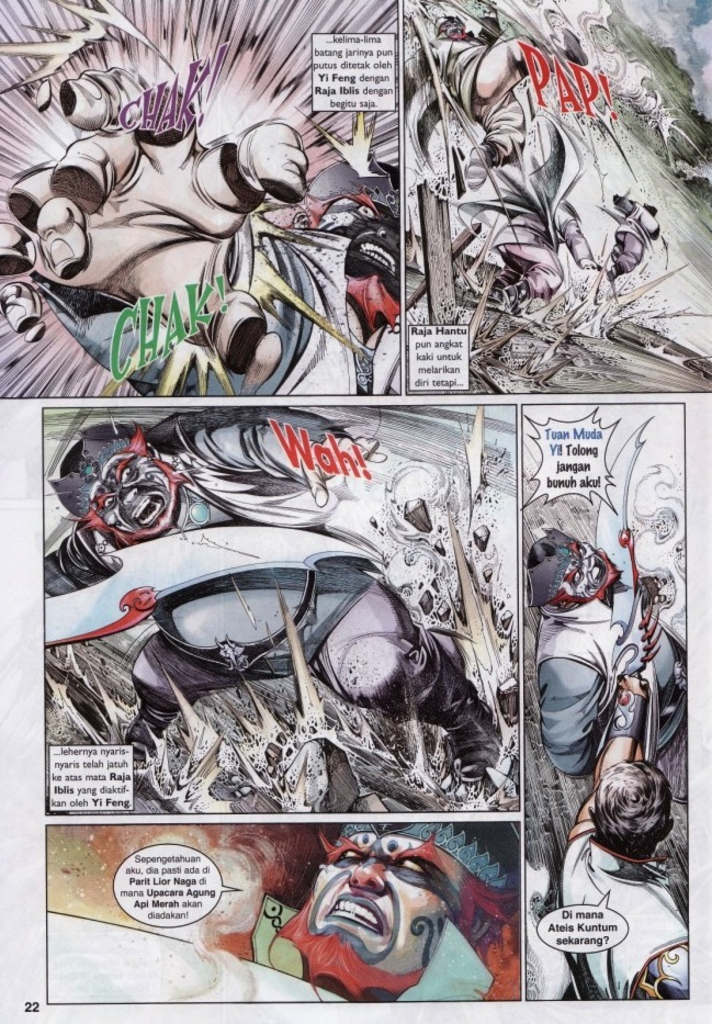 ...kelima-lima
batang jarinya pun
putus ditetak oleh
Yi Feng dengan
Raja Iblis dengan
begitu saja.
CHAK!
CHAK!
PAP!
Raja Hantu
pun angkat
kaki untuk
melarikan
diri tetapi...
Wah!
...lehernya nyaris-
nyaris telah jatuh
ke atas mata Raja
Iblis yang diaktif-
kan oleh Yi Feng.
Tuan Muda
Yi! Tolong
jangan
bunuh aku!
Di mana
Ateis Kuntum
sekarang?
Sepengetahuan
aku, dia pasti ada di
Parit Lior Naga di
mana Upacara Agung
Api Merah akan
diadakan!
22